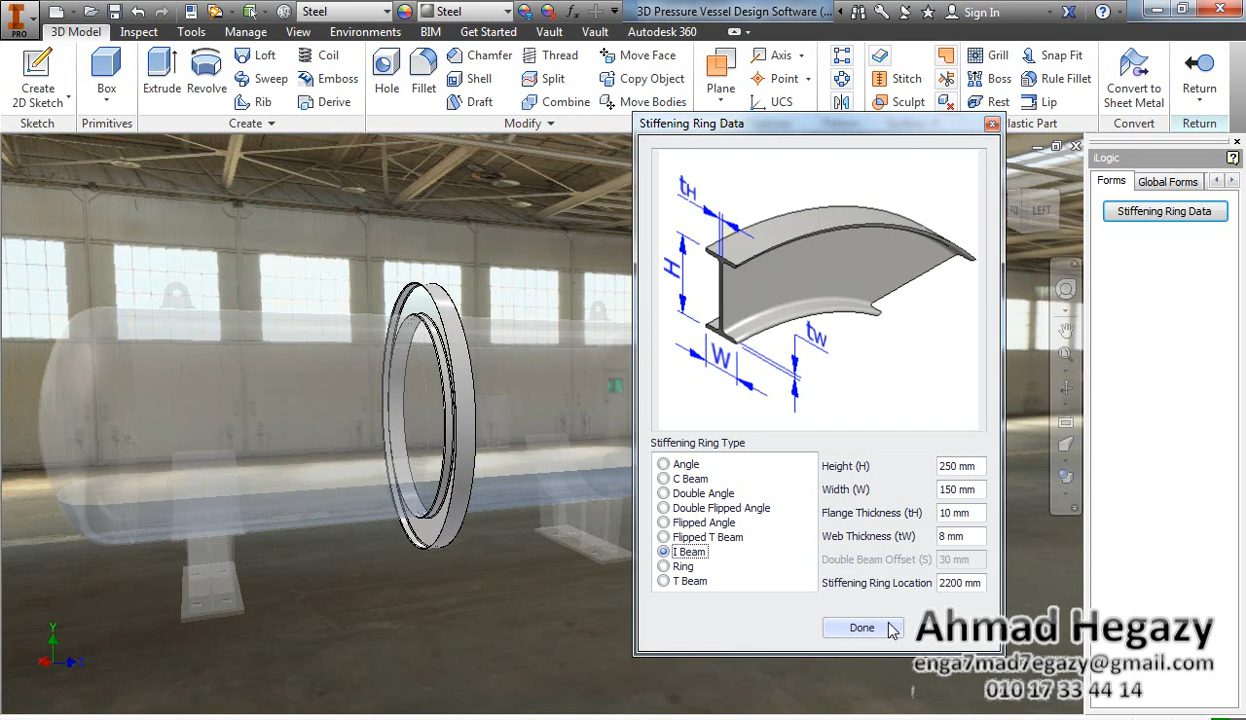 Steel
Steel
3D Pressure Vessel Design Software (...
Sign In
PRO
3D Model
Inspect
Tools
Manage
View
Environments
BIM
Get Started
Vault
Vault
Autodesk 360
Create
2D Sketch
Box
Extrude
Revolve
Loft
Coil
Sweep
Emboss
Rib
Derive
Hole
Fillet
Chamfer
Thread
Move Face
Shell
Split
Copy Object
Draft
Combine
Move Bodies
Plane
Axis
Point
UCS
Stitch
Sculpt
Grill
Snap Fit
Boss
Rule Fillet
Rest
Lip
Convert to
Sheet Metal
Return
Sketch
Primitives
Create
Modify
lastic Part
Convert
Return
Stiffening Ring Data
tH
H
W
tw
Stiffening Ring Type
Angle
C Beam
Double Angle
Double Flipped Angle
Flipped Angle
Flipped T Beam
I Beam
Ring
T Beam
Height (H)
250 mm
Width (W)
150 mm
Flange Thickness (tH)
10 mm
Web Thickness (tW)
8 mm
Double Beam Offset (S)
30 mm
Stiffening Ring Location
2200 mm
Done
iLogic
Forms
Global Forms
Stiffening Ring Data
LEFT
Y
X
Z
Ahmad Hegazy
enga7mad7egazy@gmail.com
010 17 33 44 14